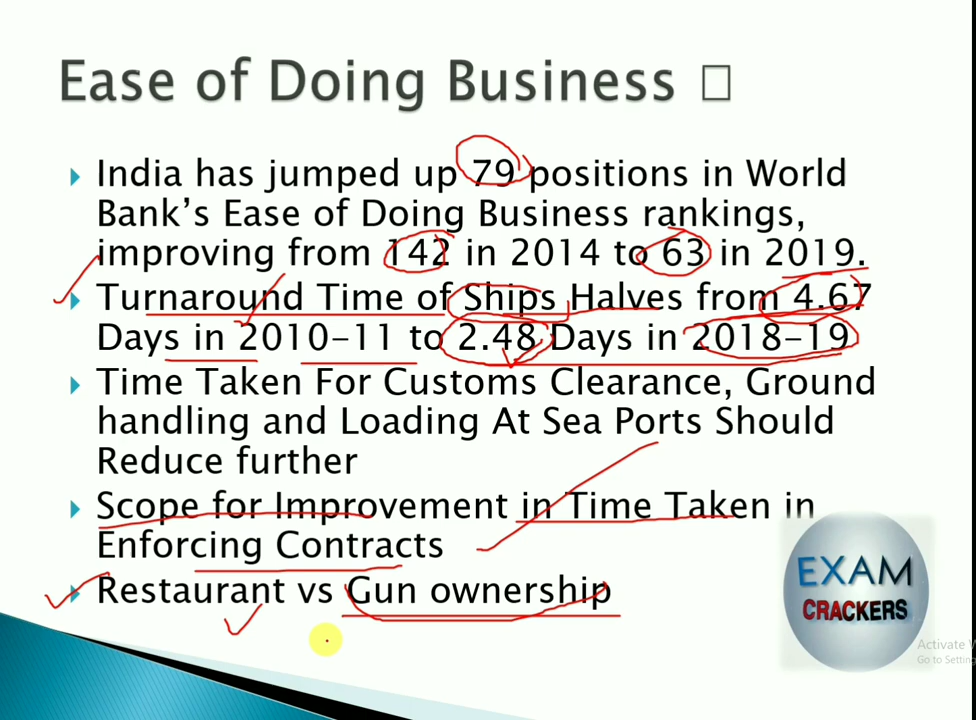 Ease of Doing Business
India has jumped up 79 positions in World
Bank's Ease of Doing Business rankings,
improving from 142 in 2014 to 63 in 2019.
Turnaround Time of Ships Halves from 4.67
Days in 2010-11 to 2.48 Days in 2018-19
Time Taken For Customs Clearance, Ground
handling and Loading At Sea Ports Should
Reduce further
Scope for Improvement in Time Taken in
Enforcing Contracts
Restaurant vs Gun ownership
EXAM
CRACKERS
Activate
Go to Settin